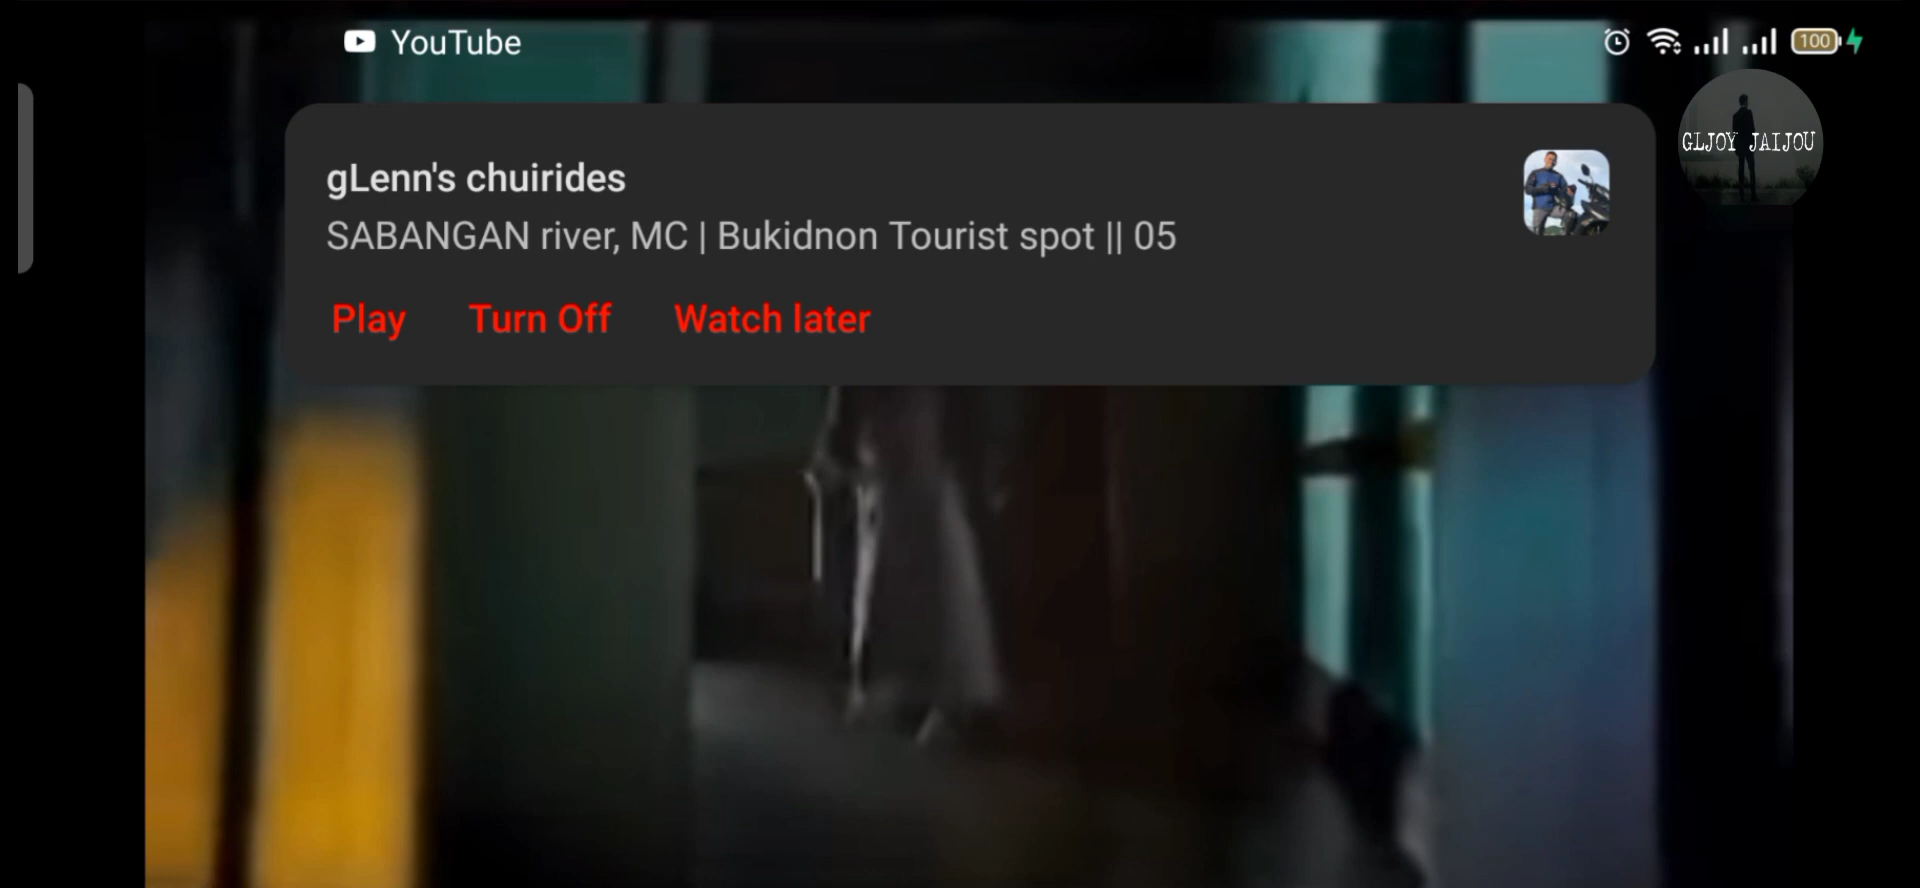 YouTube
100
GLJOY JAIJOU
gLenn's chuirides
SABANGAN river, MC | Bukidnon Tourist spot || 05
Play Turn Off Watch later